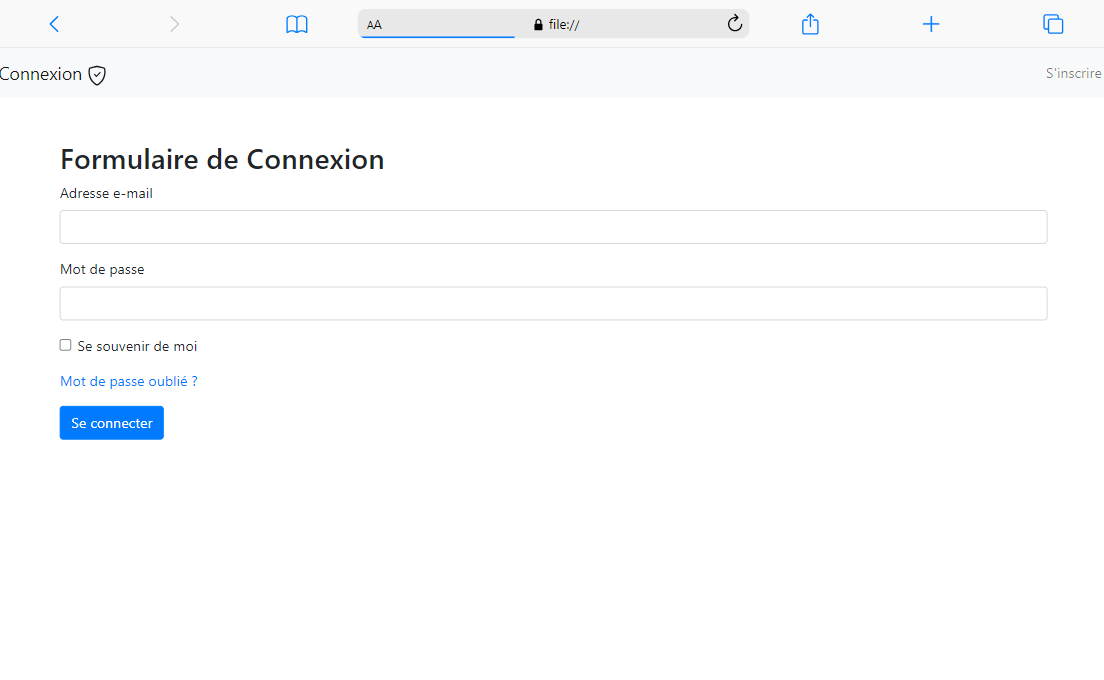 AA file://
Connexion S'inscrire
Formulaire de Connexion
Adresse e-mail
Mot de passe
Se souvenir de moi
Mot de passe oublié ?
Se connecter